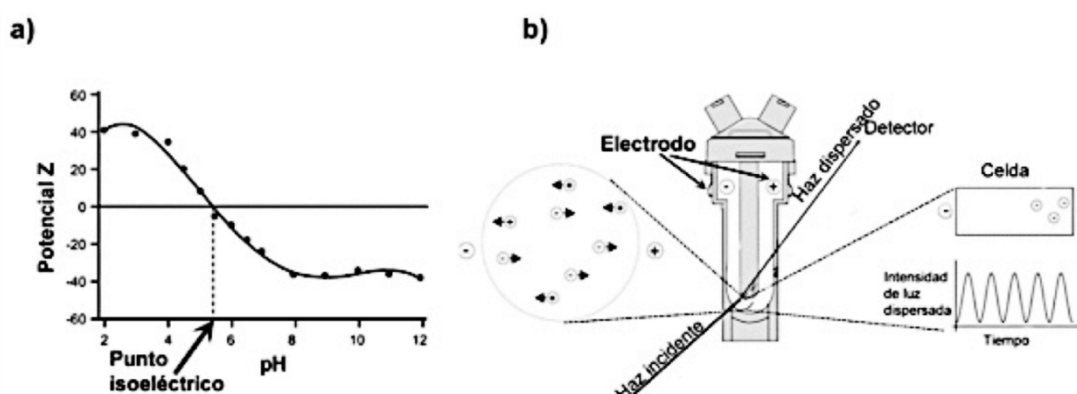 a)
60
40
20
0
-20
-40
-60
Potencial Z
2
4
6
8
10
12
pH
Punto
isoeléctrico
b)
Electrodo
Haz dispersado
Detector
Haz incidente
Celda
Intensidad
de luz
dispersada
Tiempo